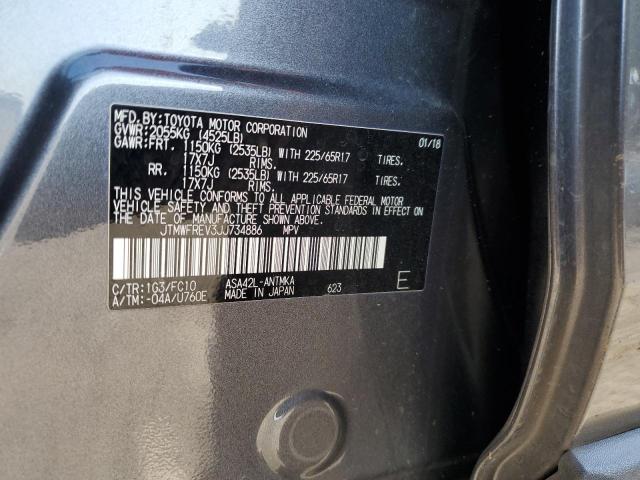 MFD.BY:TOYOTA MOTOR CORPORATION 01/18
GVWR:2055KG (4525LB)
GAWR:FRT. 1150KG (2535LB) WITH 225/65R17 TIRES.
17X7J RIMS.
RR. 1150KG (2535LB) WITH 225/65R17 TIRES.
17X7J RIMS.
THIS VEHICLE CONFORMS TO ALL APPLICABLE FEDERAL MOTOR
VEHICLE SAFETY AND THEFT PREVENTION STANDARDS IN EFFECT
ON THE DATE OF MANUFACTURE SHOWN ABOVE.
JTMWFREV3JJ734886 MPV
C/TR:1G3/FC10 ASA42L-ANTMKA
A/TM:-04A/U760E MADE IN JAPAN 623 E